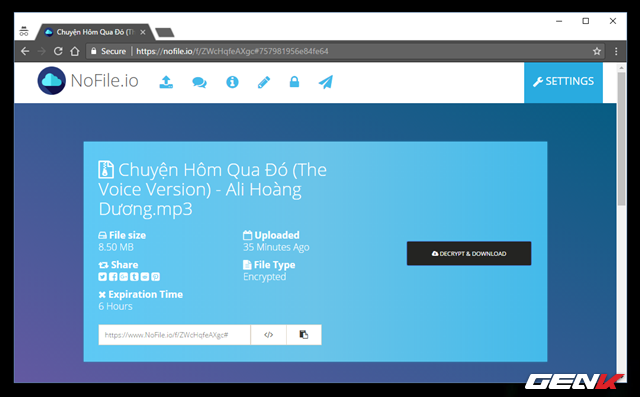 Chuyện Hôm Qua Đó (Th
Secure https://nofile.io/f/ZWcHqfeAXgc#757981956e84fe64
NoFile.io
SETTINGS
Chuyện Hôm Qua Đó (The
Voice Version) - Ali Hoàng
Dương.mp3
File size
8.50 MB
Uploaded
35 Minutes Ago
Share
File Type
Encrypted
Expiration Time
6 Hours
DECRYPT & DOWNLOAD
https://www.NoFile.io/f/ZWcHqfeAXgc#
GENK